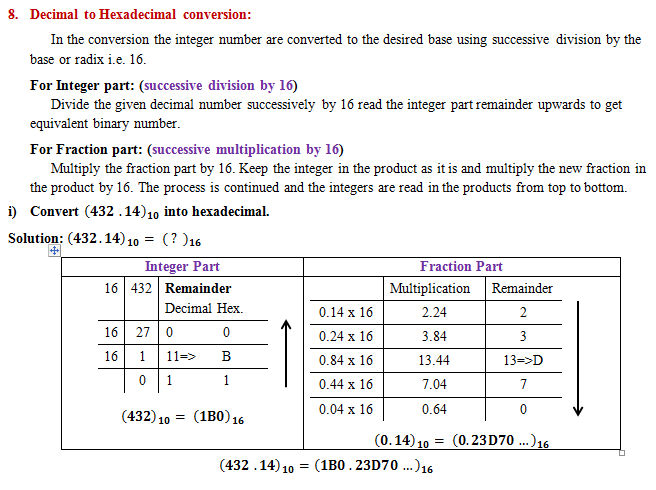 8. Decimal to Hexadecimal conversion:
In the conversion the integer number are converted to the desired base using successive division by the
base or radix i.e. 16.
For Integer part: (successive division by 16)
Divide the given decimal number successively by 16 read the integer part remainder upwards to get
equivalent binary number.
For Fraction part: (successive multiplication by 16)
Multiply the fraction part by 16. Keep the integer in the product as it is and multiply the new fraction in
the product by 16. The process is continued and the integers are read in the products from top to bottom.
i) Convert (432 .14)₁₀ into hexadecimal.
Solution: (432.14)₁₀ = (? )₁₆
Integer Part
16 432 Remainder
Decimal Hex.
16 27 0 0
16 1 11=> B
0 1 1
(432)₁₀ = (1B0)₁₆
Fraction Part
Multiplication Remainder
0.14 x 16 2.24 2
0.24 x 16 3.84 3
0.84 x 16 13.44 13=>D
0.44 x 16 7.04 7
0.04 x 16 0.64 0
(0.14)₁₀ = (0.23D70 ...)₁₆
(432 .14)₁₀ = (1B0 . 23D70 ...)₁₆